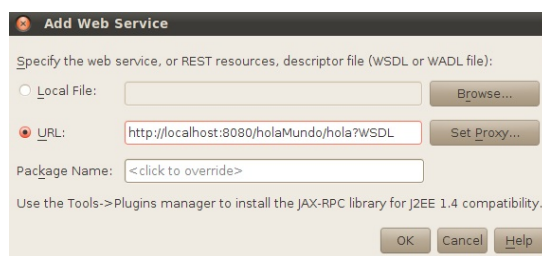 Add Web Service
Specify the web service, or REST resources, descriptor file (WSDL or WADL file):
Local File:
Browse...
URL:
http://localhost:8080/holaMundo/hola?WSDL
Set Proxy...
Package Name:
<click to override>
Use the Tools->Plugins manager to install the JAX-RPC library for J2EE 1.4 compatibility.
OK
Cancel
Help